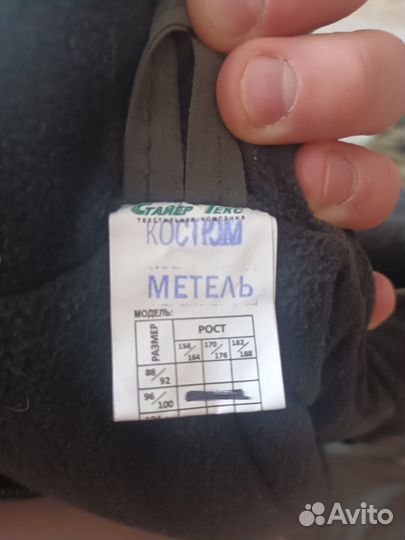 СТАЙЕР ТЕКС
ТЕКСТИЛЬНАЯ КОМПАНИЯ
КОСТЮМ
МЕТЕЛЬ
МОДЕЛЬ:
РАЗМЕР РОСТ
158/164 170/176 182/188
88/92
96/100
Avito